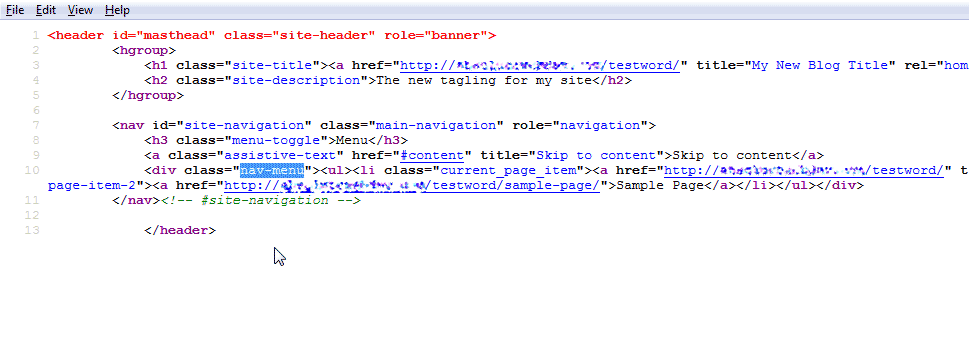 File Edit View Help
1 <header id="masthead" class="site-header" role="banner">
2 <hgroup>
3 <h1 class="site-title"><a href="http:// /testword/" title="My New Blog Title" rel="hom
4 <h2 class="site-description">The new tagling for my site</h2>
5 </hgroup>
6
7 <nav id="site-navigation" class="main-navigation" role="navigation">
8 <h3 class="menu-toggle">Menu</h3>
9 <a class="assistive-text" href="#content" title="Skip to content">Skip to content</a>
10 <div class="nav-menu"><ul><li class="current_page_item"><a href="http:// /testword/" t
page-item-2"><a href="http:// /testword/sample-page/">Sample Page</a></li></ul></div>
11 </nav><!-- #site-navigation -->
12
13 </header>